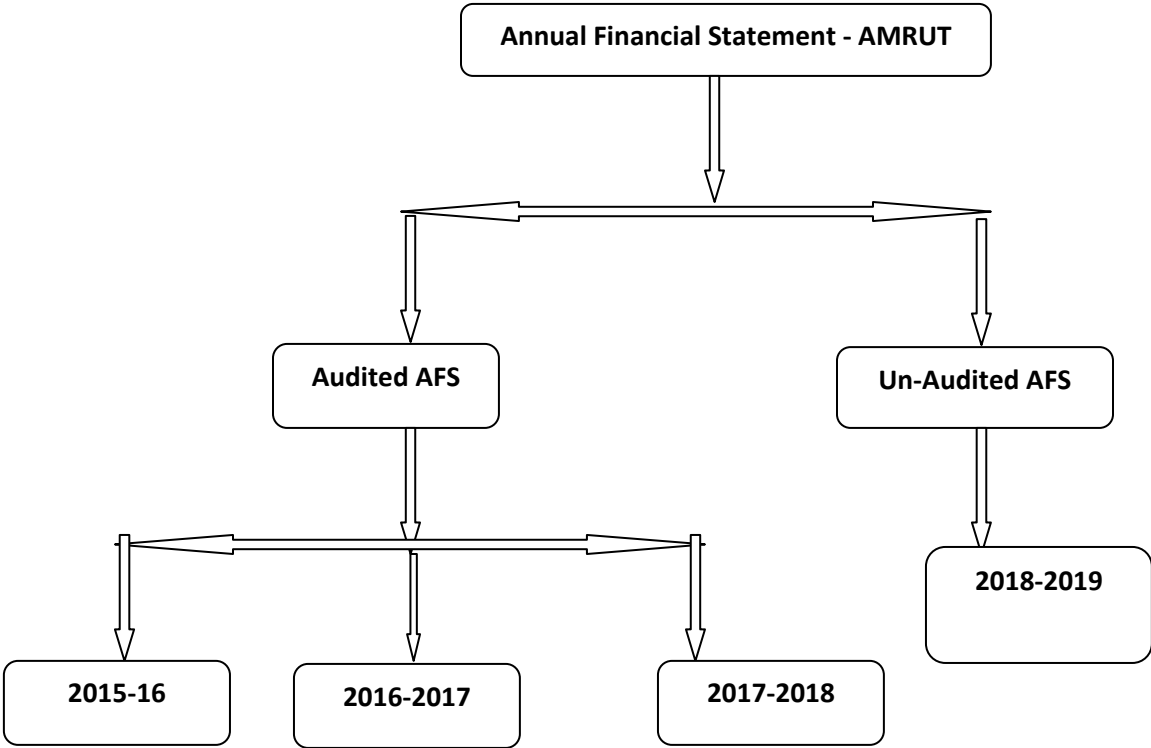 Annual Financial Statement - AMRUT
Audited AFS
Un-Audited AFS
2018-2019
2015-16
2016-2017
2017-2018